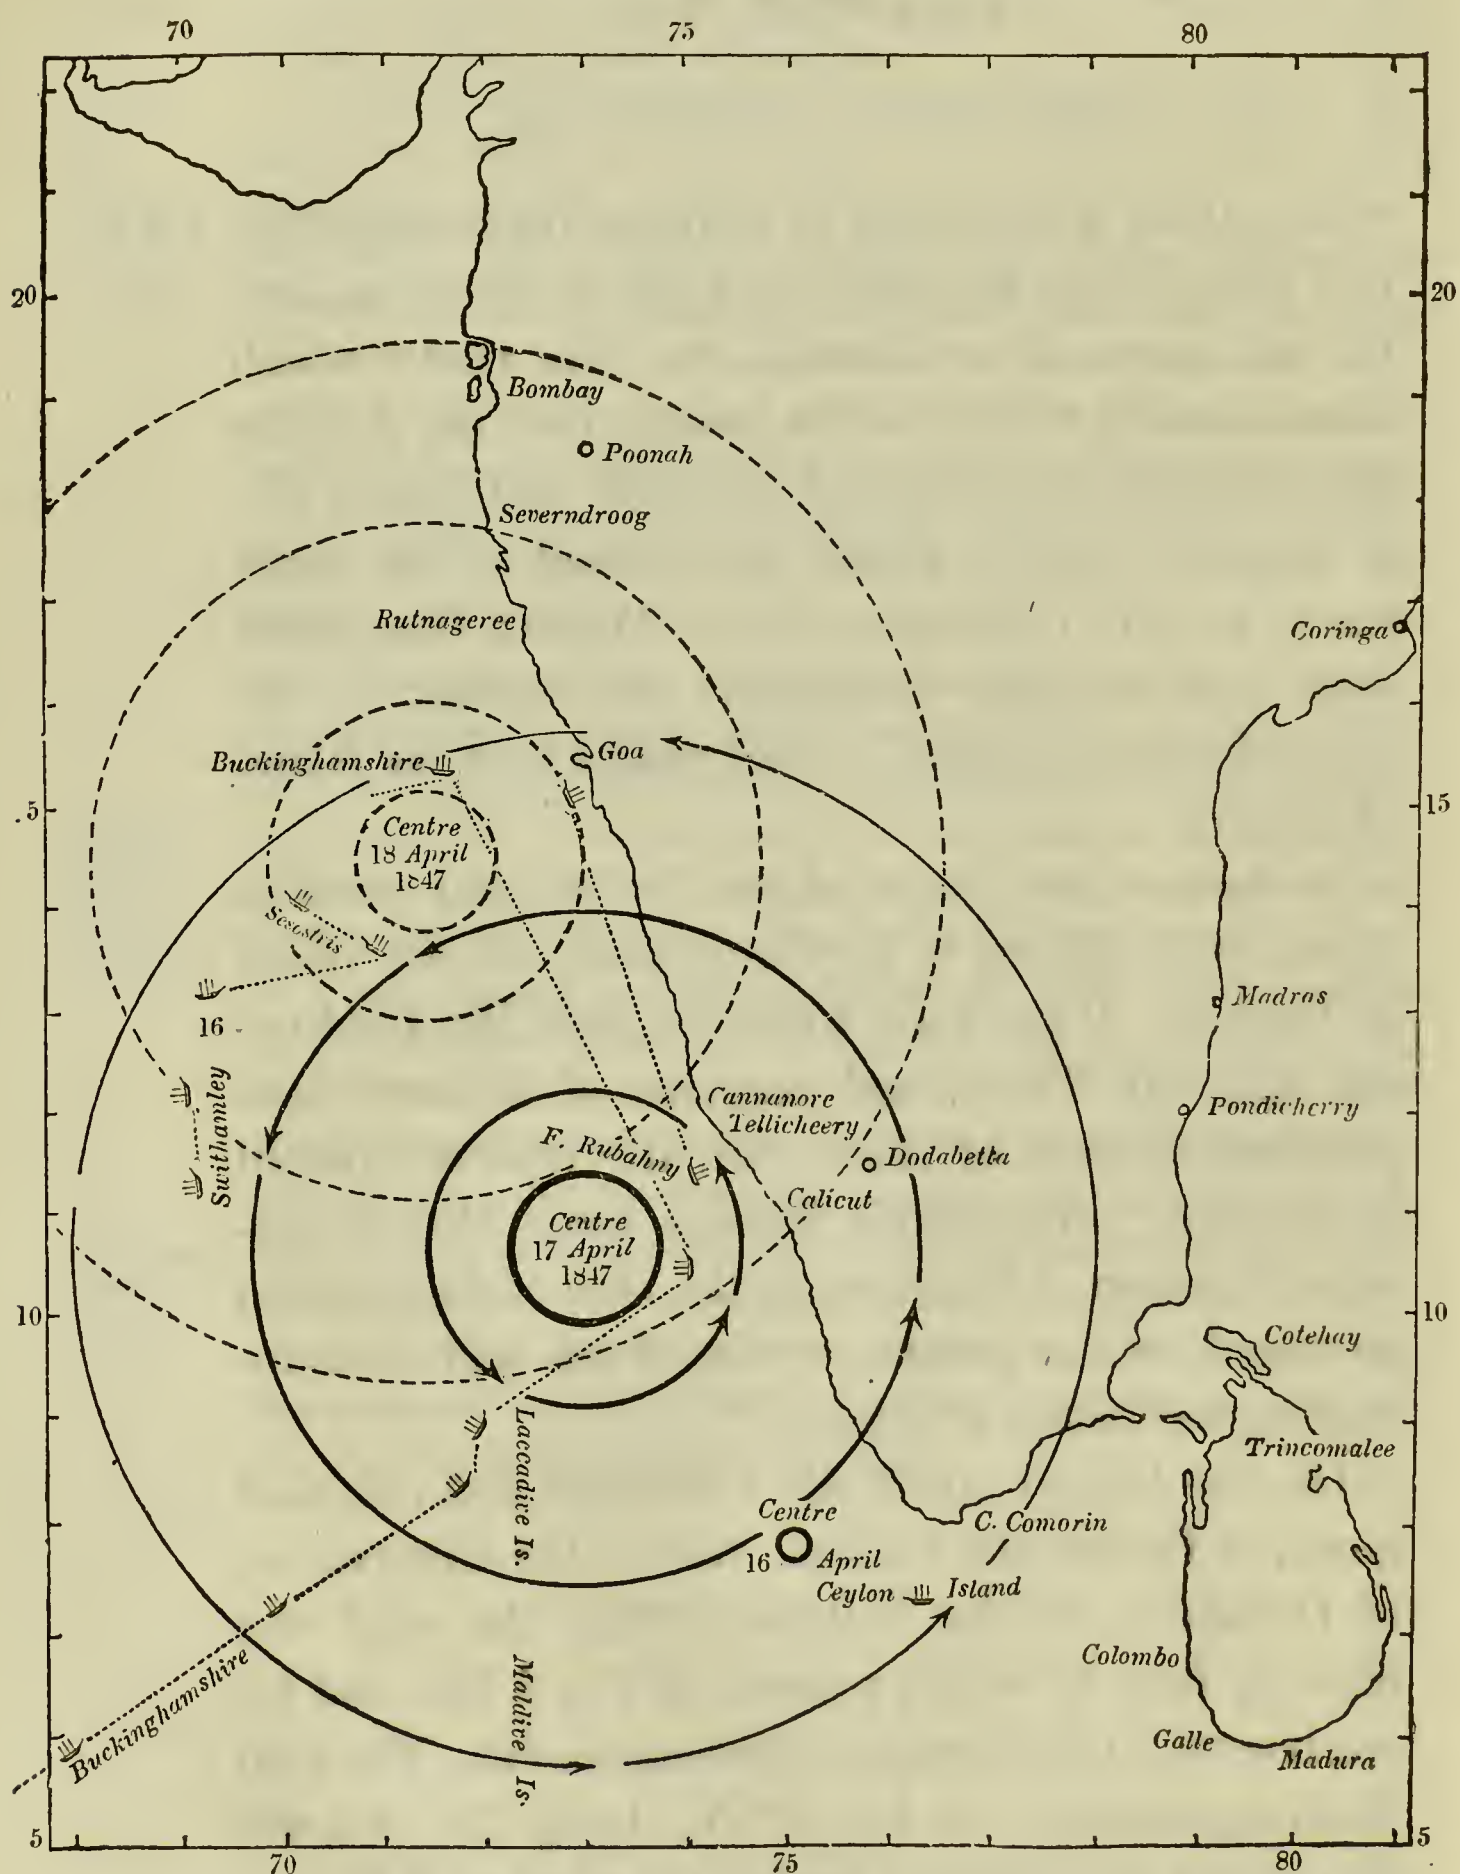 70 75 80
20 20
Bombay
Poonah
Severndroog
Rutnageree
Coringa
Goa
Buckinghamshire
.5 15
Centre
18 April
1847
Sesostris
16
Madras
Swithamley
Cannanore
Tellicheery
Pondicherry
F. Rubahny
Dodabetta
Calicut
Centre
17 April
1847
10 10
Cotehay
Laccadive Is.
Trincomalee
Centre
16 April
C. Comorin
Ceylon Island
Colombo
Buckinghamshire
Maldive Is.
Galle
Madura
5 5
70 75 80